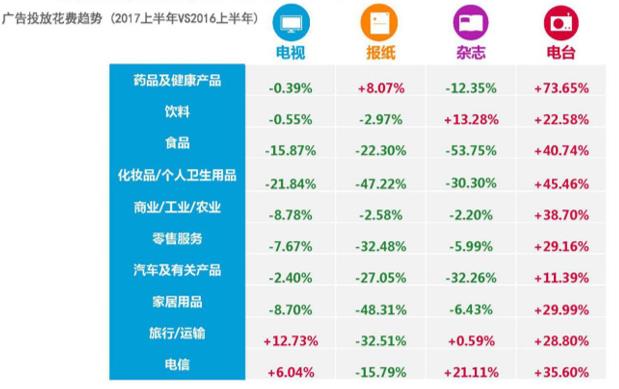 广告投放花费趋势 (2017上半年VS2016上半年)
电视 报纸 杂志 电台
药品及健康产品 -0.39% +8.07% -12.35% +73.65%
饮料 -0.55% -2.97% +13.28% +22.58%
食品 -15.87% -22.30% -53.75% +40.74%
化妆品/个人卫生用品 -21.84% -47.22% -30.30% +45.46%
商业/工业/农业 -8.78% -2.58% -2.20% +38.70%
零售服务 -7.67% -32.48% -5.99% +29.16%
汽车及有关产品 -2.40% -27.05% -32.26% +11.39%
家居用品 -8.70% -48.31% -6.43% +29.99%
旅行/运输 +12.73% -32.51% +0.59% +28.80%
电信 +6.04% -15.79% +21.11% +35.60%